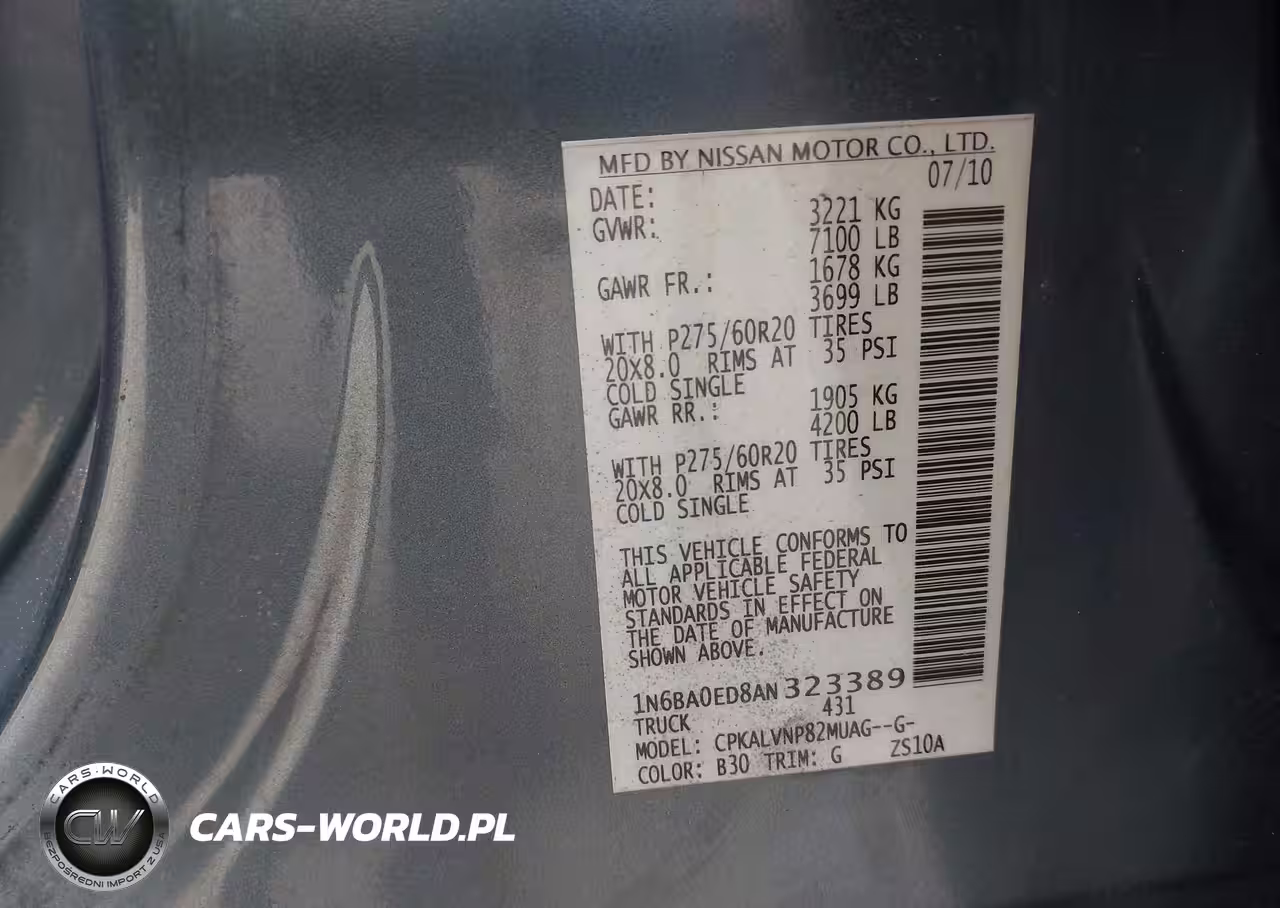 MFD BY NISSAN MOTOR CO., LTD.
DATE: 07/10
GVWR: 3221 KG
7100 LB
GAWR FR.: 1678 KG
3699 LB
WITH P275/60R20 TIRES
20X8.0 RIMS AT 35 PSI
COLD SINGLE
GAWR RR.: 1905 KG
4200 LB
WITH P275/60R20 TIRES
20X8.0 RIMS AT 35 PSI
COLD SINGLE
THIS VEHICLE CONFORMS TO
ALL APPLICABLE FEDERAL
MOTOR VEHICLE SAFETY
STANDARDS IN EFFECT ON
THE DATE OF MANUFACTURE
SHOWN ABOVE.
1N6BA0ED8AN323389
TRUCK 431
MODEL: CPKALVNP82MUAG--G-
COLOR: B30 TRIM: G ZS10A
CARS-WORLD
CW
BEZPOŚREDNI IMPORT Z USA
CARS-WORLD.PL